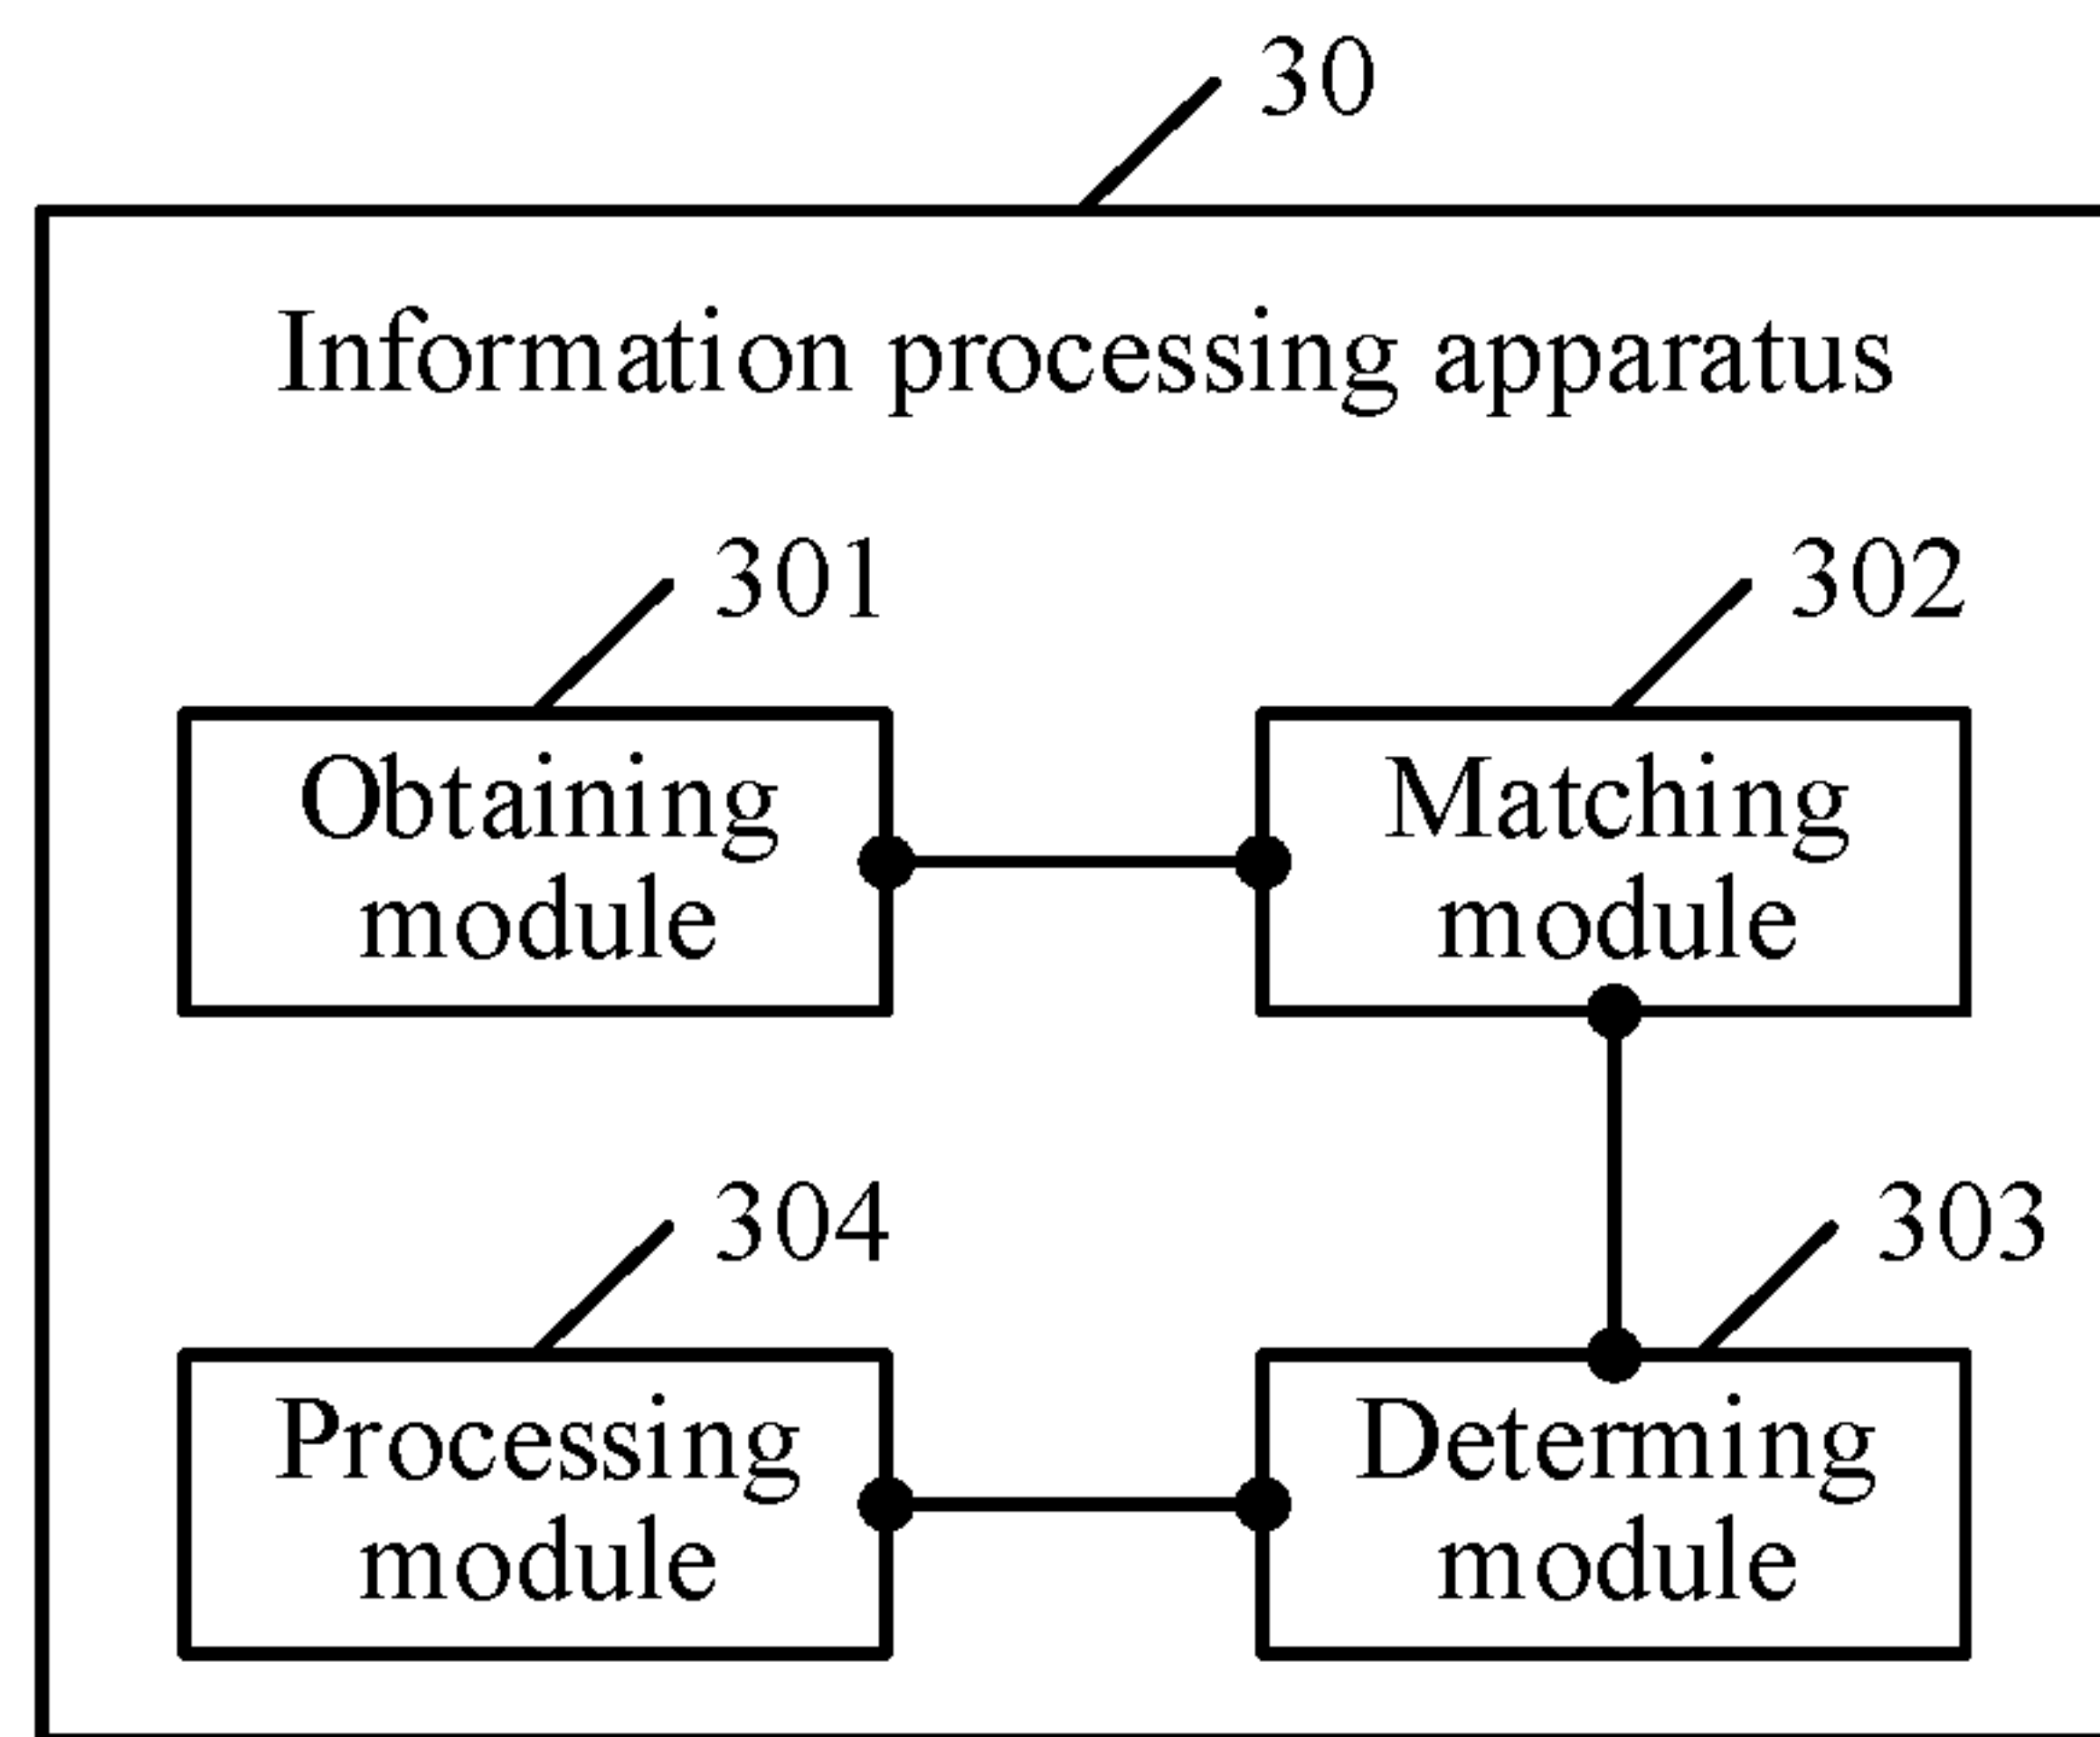 30
Information processing apparatus
301
302
Obtaining
module
Matching
module
304
303
Processing
module
Determing
module